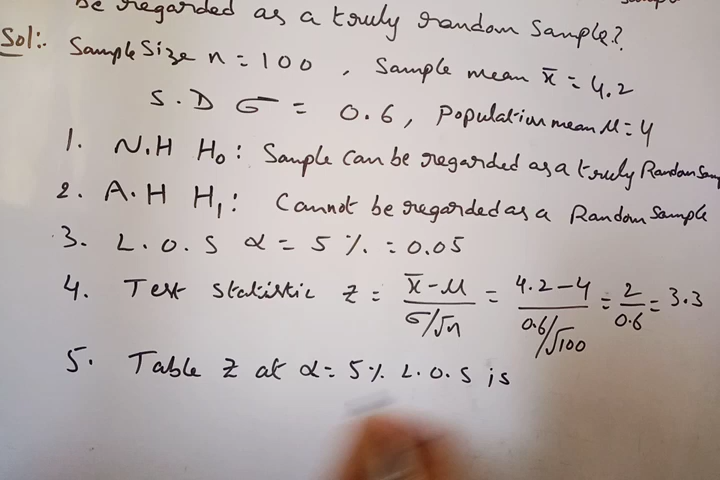 be regarded as a truly random Sample?
Sol:. Sample Size n = 100 , Sample mean x̄ = 4.2
S.D σ = 0.6, Population mean μ = 4
1. N.H H₀: Sample can be regarded as a truly Random Sam
2. A.H H₁: Cannot be regarded as a Random Sample
3. L.O.S α = 5 %. = 0.05
4. Test Statistic z = (x̄-μ)/(σ/√n) = (4.2-4)/(0.6/√100) = 2/0.6 = 3.3
5. Table z at α = 5 % L.O.S is